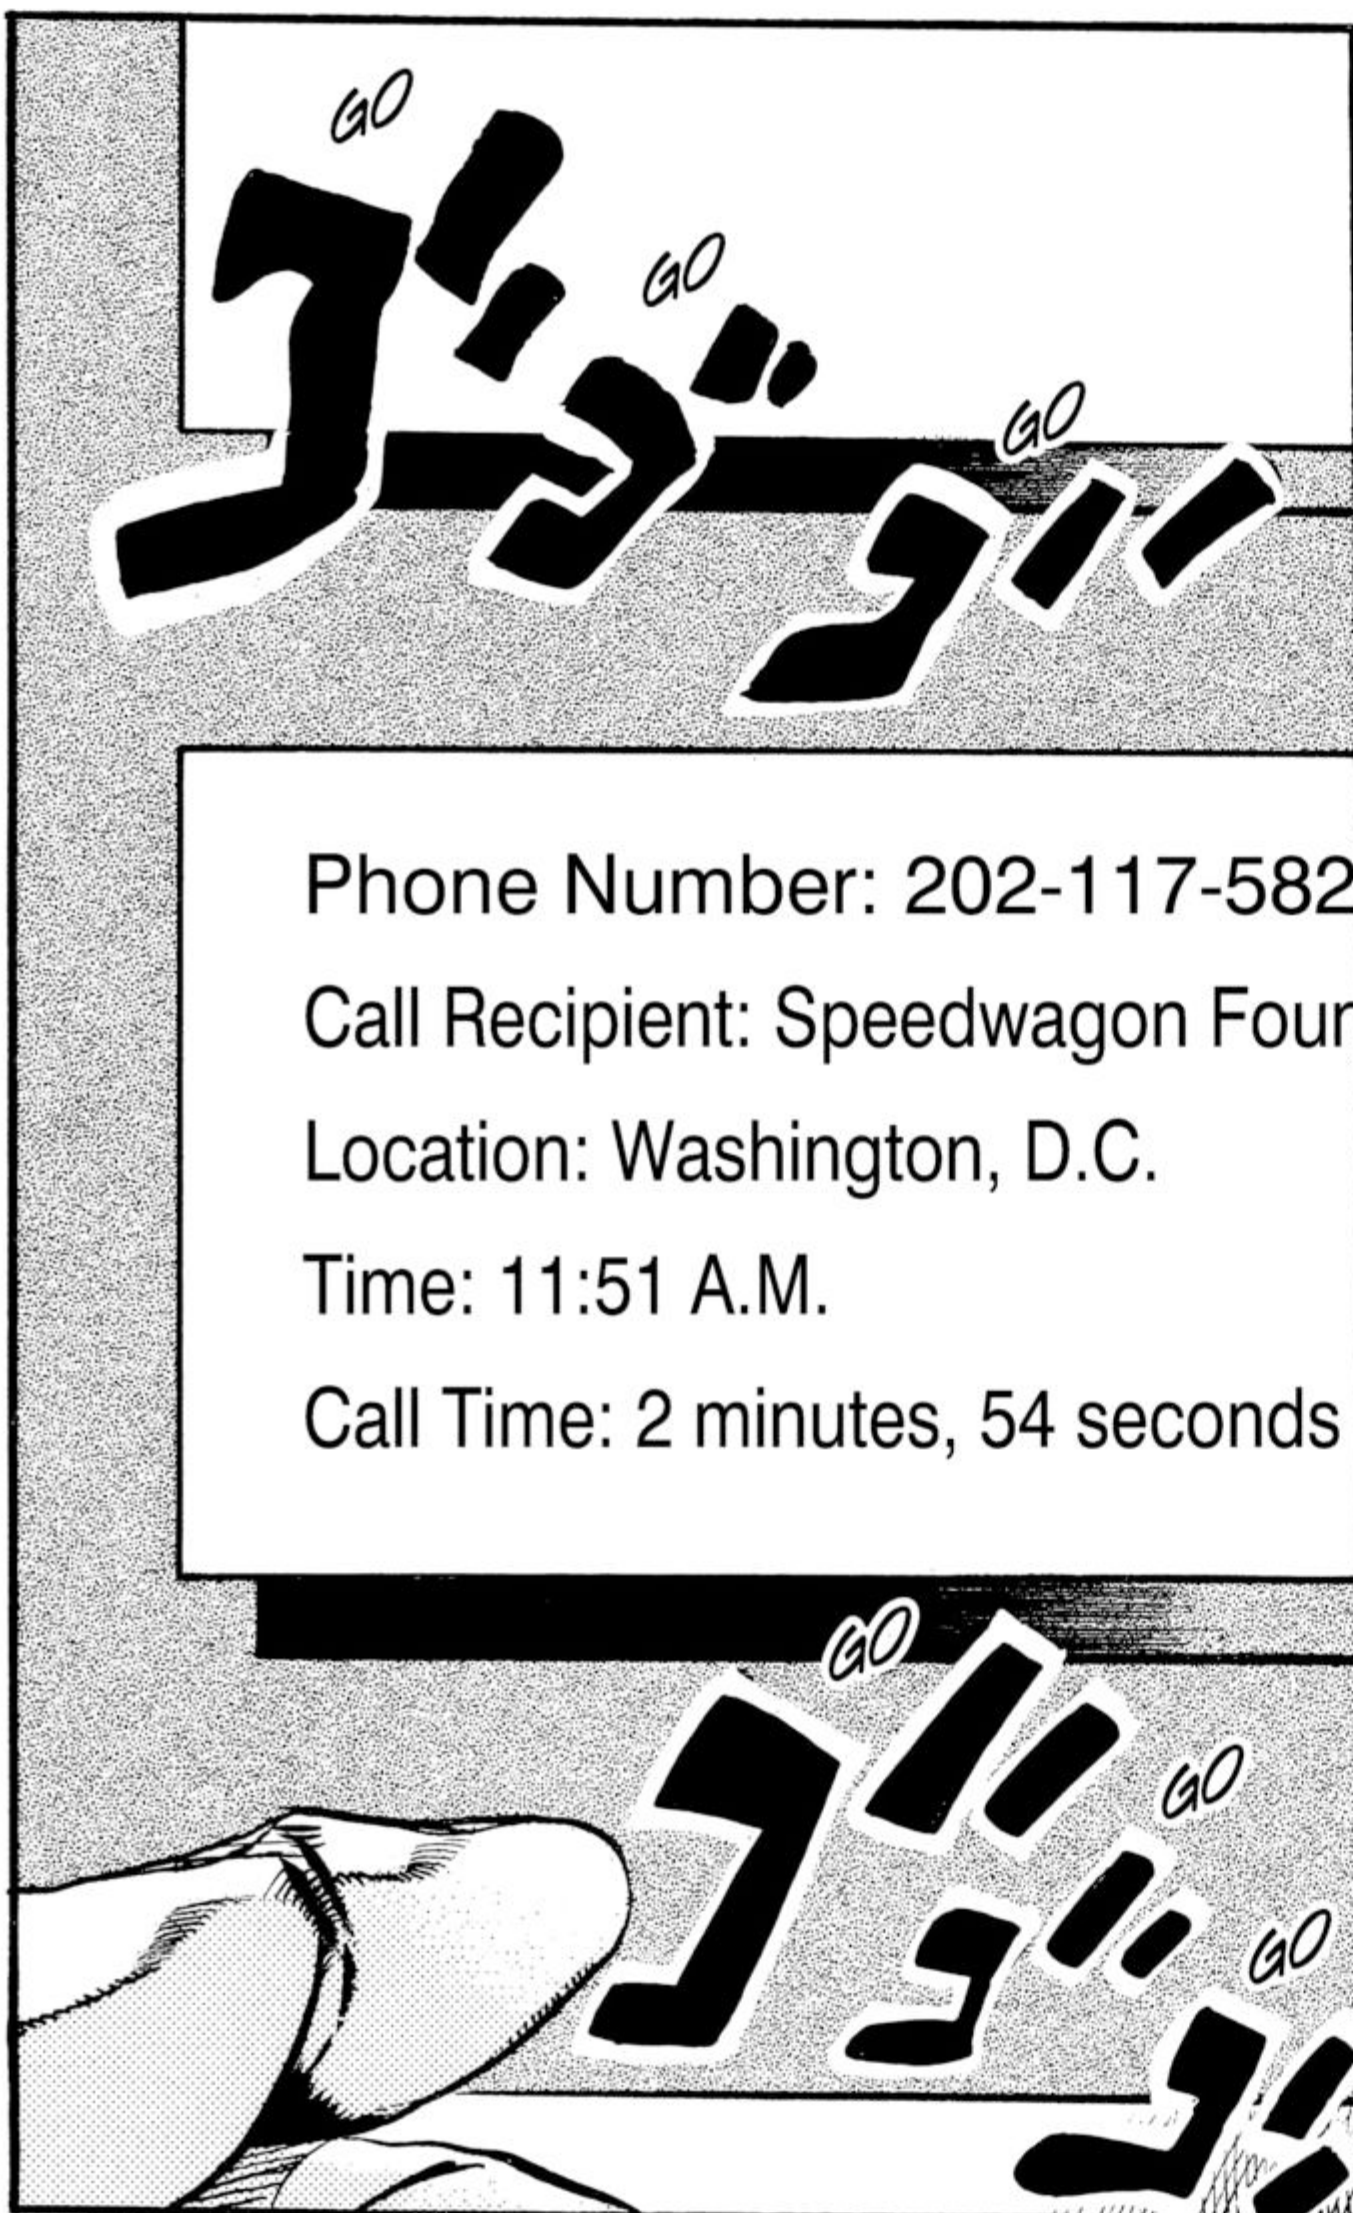 GO
ゴ
GO
ゴ
GO
ゴ
Phone Number: 202-117-582
Call Recipient: Speedwagon Four
Location: Washington, D.C.
Time: 11:51 A.M.
Call Time: 2 minutes, 54 seconds
GO
ゴ
GO
ゴ
GO
ゴ